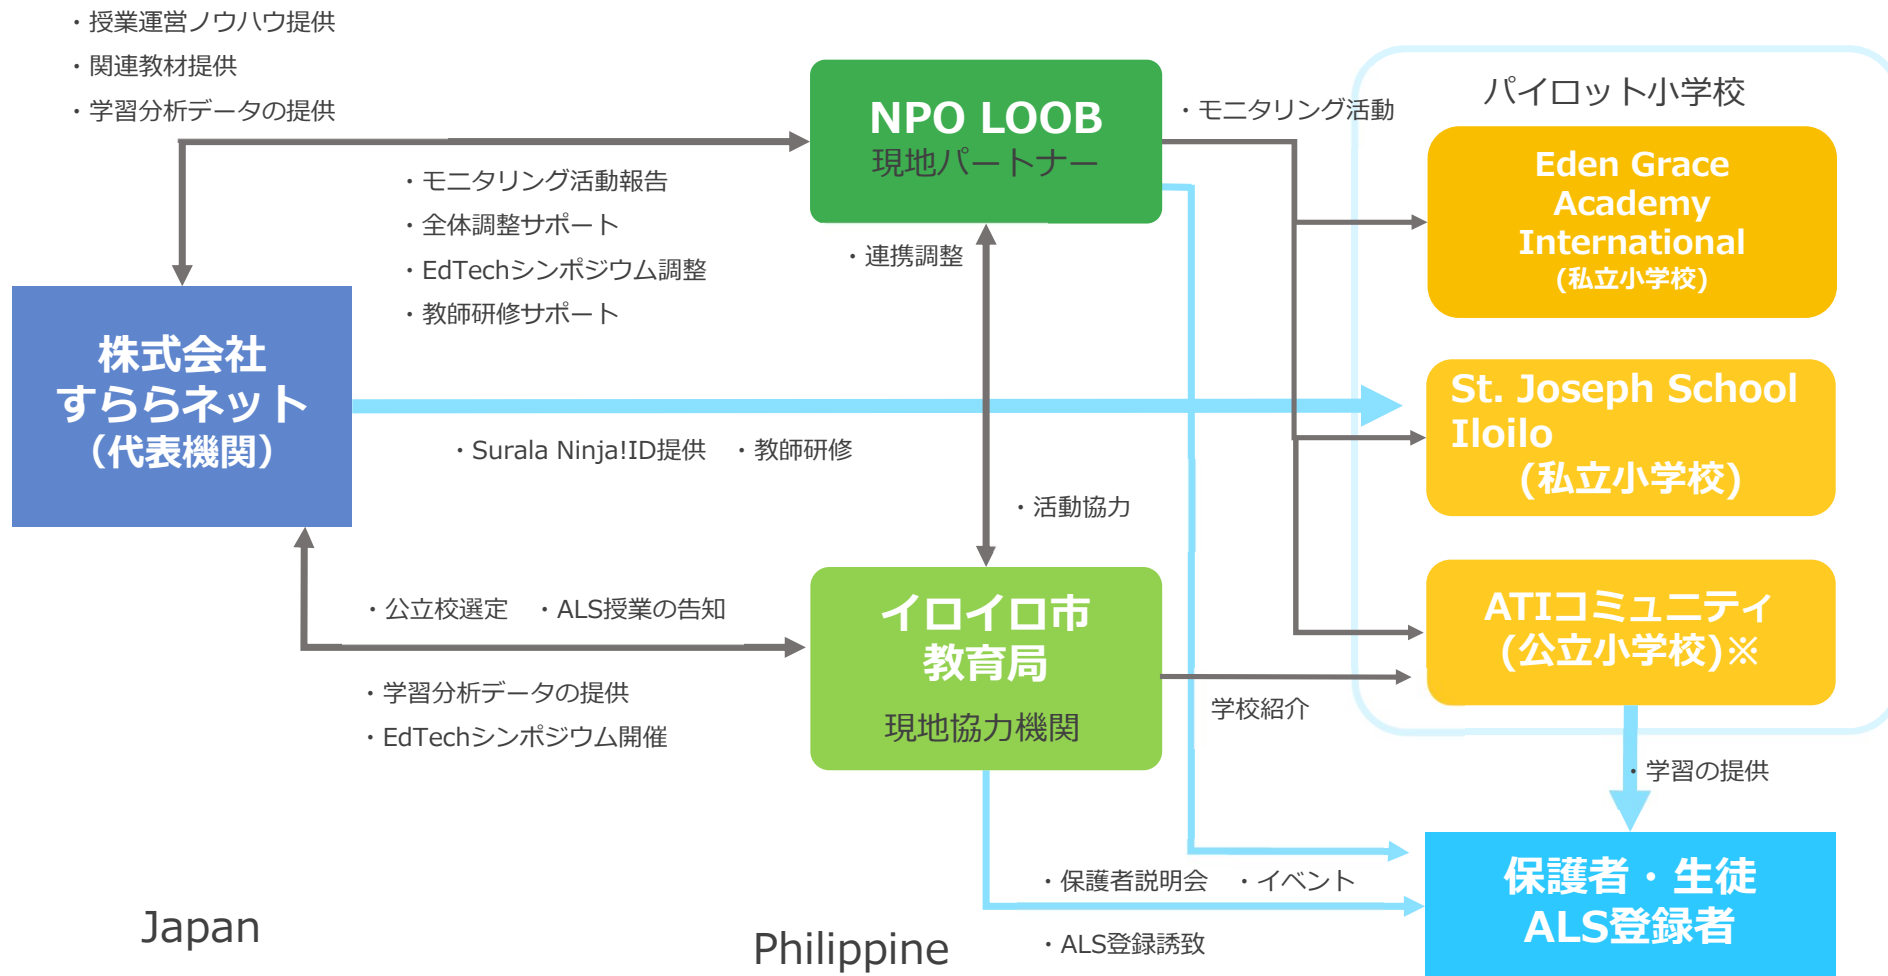 ・授業運営ノウハウ提供
・関連教材提供
・学習分析データの提供
NPO LOOB
現地パートナー
・モニタリング活動
パイロット小学校
Eden Grace
Academy
International
(私立小学校)
・モニタリング活動報告
・全体調整サポート
・EdTechシンポジウム調整
・教師研修サポート
・連携調整
株式会社
すららネット
（代表機関）
St. Joseph School
Iloilo
(私立小学校)
・Surala Ninja!ID提供　・教師研修
・活動協力
・公立校選定　・ALS授業の告知
イロイロ市
教育局
現地協力機関
ATIコミュニティ
(公立小学校)※
・学習分析データの提供
・EdTechシンポジウム開催
学校紹介
・学習の提供
・保護者説明会　・イベント
・ALS登録誘致
保護者・生徒
ALS登録者
Japan
Philippine